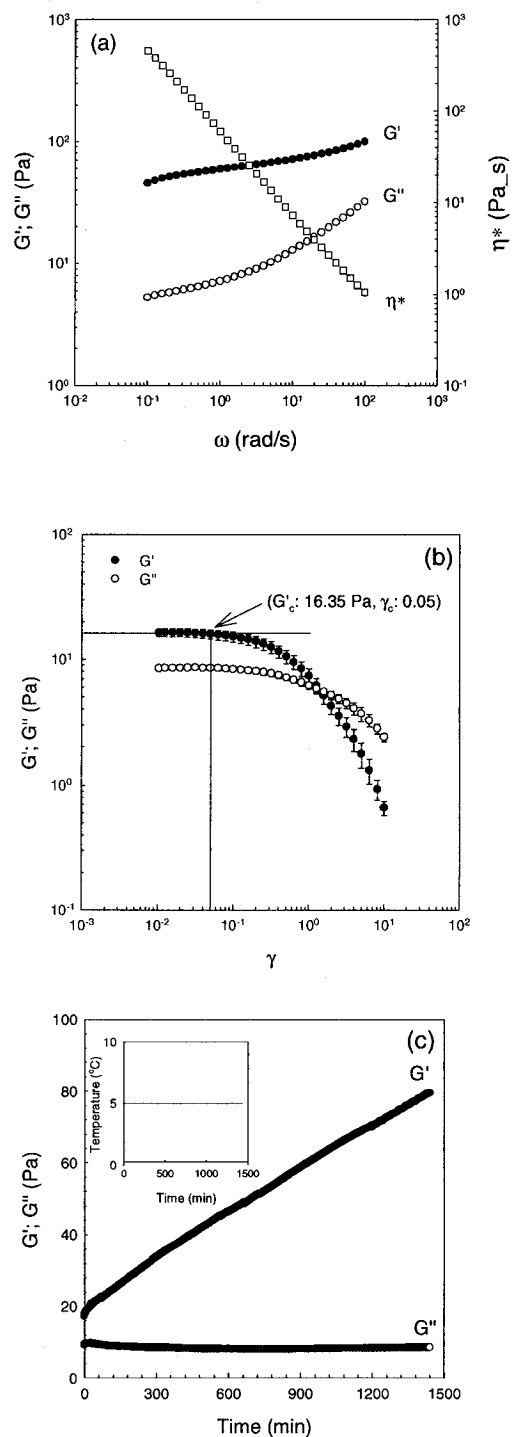 (a)
10³
10²
10¹
10⁰
G'; G" (Pa)
10³
10²
10¹
10⁰
10⁻¹
η* (Pa_s)
G'
G"
η*
10⁻² 10⁻¹ 10⁰ 10¹ 10² 10³
ω (rad/s)
(b)
10²
10¹
10⁰
10⁻¹
G'; G" (Pa)
G'
G"
(G'c: 16.35 Pa, γc: 0.05)
10⁻³ 10⁻² 10⁻¹ 10⁰ 10¹ 10²
γ
(c)
100
80
60
40
20
0
G'; G" (Pa)
10
5
0
Temperature (°C)
0 500 1000 1500
Time (min)
G'
G"
0 300 600 900 1200 1500
Time (min)